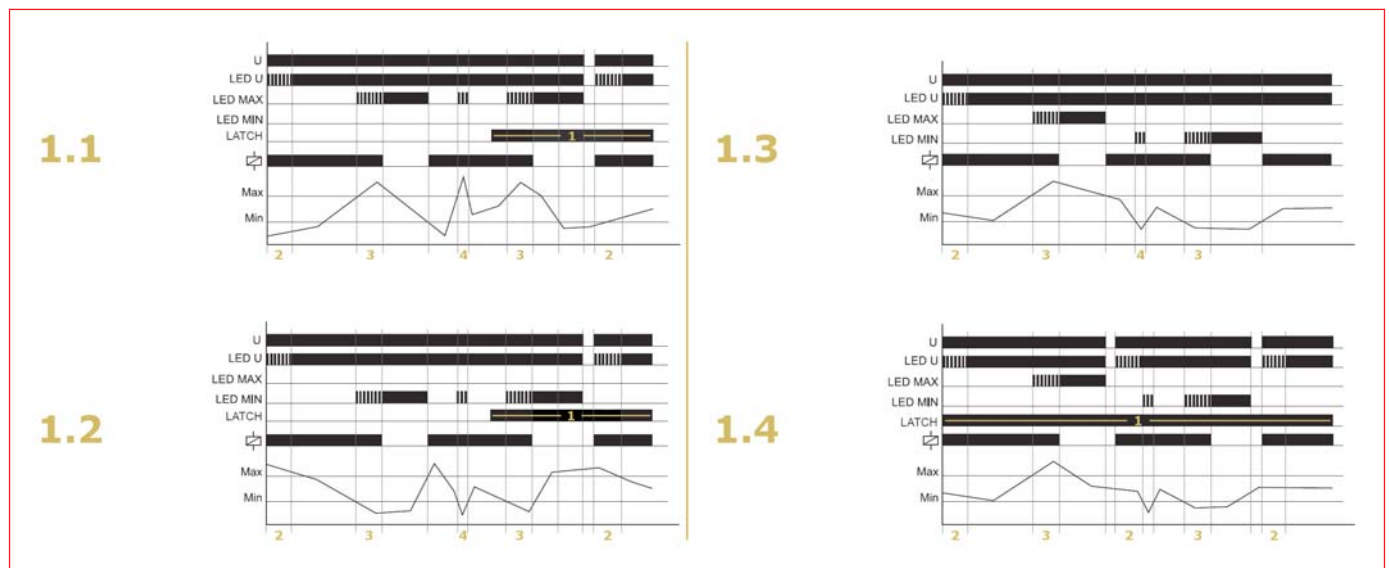 1.1
U
LED U
LED MAX
LED MIN
LATCH
1
Max
Min
2 3 4 3 2
1.2
U
LED U
LED MAX
LED MIN
LATCH
1
Max
Min
2 3 4 3 2
1.3
U
LED U
LED MAX
LED MIN
Max
Min
2 3 4 3
1.4
U
LED U
LED MAX
LED MIN
LATCH
1
Max
Min
2 3 2 3 2